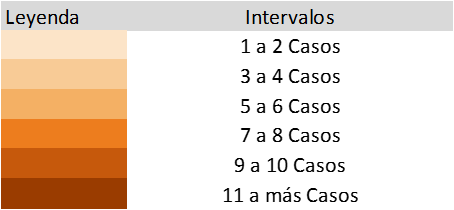 Leyenda Intervalos
1 a 2 Casos
3 a 4 Casos
5 a 6 Casos
7 a 8 Casos
9 a 10 Casos
11 a más Casos